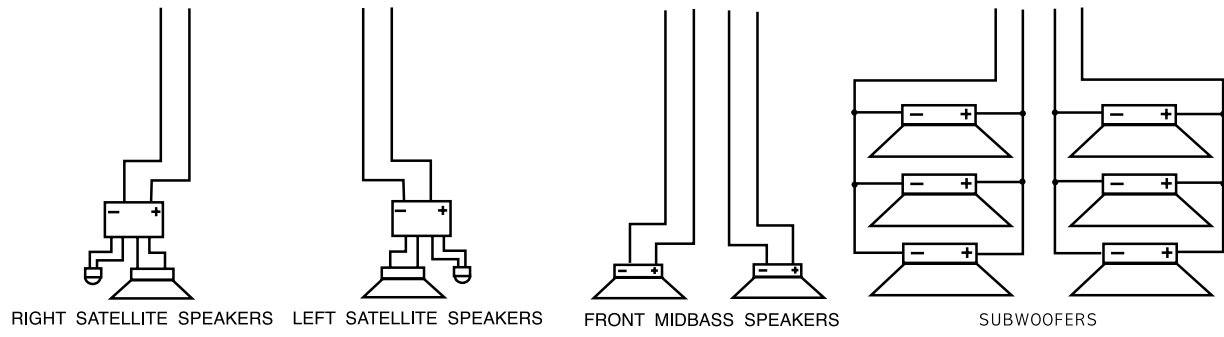 RIGHT SATELLITE SPEAKERS
LEFT SATELLITE SPEAKERS
FRONT MIDBASS SPEAKERS
SUBWOOFERS